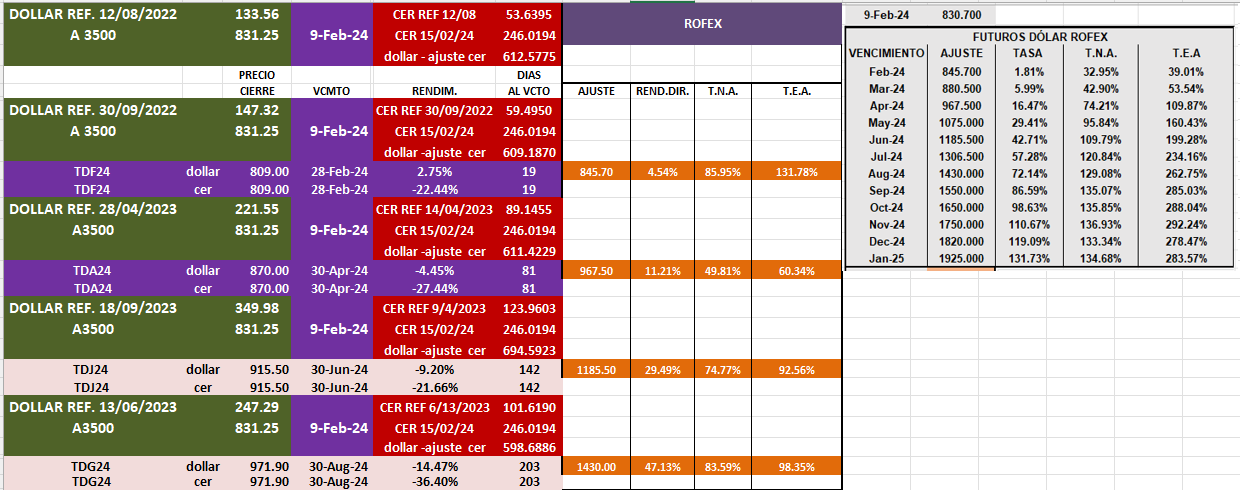 DOLLAR REF. 12/08/2022 133.56 CER REF 12/08 53.6395
A 3500 831.25 9-Feb-24 CER 15/02/24 246.0194 ROFEX
dollar - ajuste cer 612.5775
PRECIO DIAS
CIERRE VCMTO RENDIM. AL VCTO AJUSTE REND.DIR. T.N.A. T.E.A.
DOLLAR REF. 30/09/2022 147.32 CER REF 30/09/2022 59.4950
A 3500 831.25 9-Feb-24 CER 15/02/24 246.0194
dollar -ajuste cer 609.1870
TDF24 dollar 809.00 28-Feb-24 2.75% 19 845.70 4.54% 85.95% 131.78%
TDF24 cer 809.00 28-Feb-24 -22.44% 19
DOLLAR REF. 28/04/2023 221.55 CER REF 14/04/2023 89.1455
A3500 831.25 9-Feb-24 CER 15/02/24 246.0194
dollar -ajuste cer 611.4229
TDA24 dollar 870.00 30-Apr-24 -4.45% 81 967.50 11.21% 49.81% 60.34%
TDA24 cer 870.00 30-Apr-24 -27.44% 81
DOLLAR REF. 18/09/2023 349.98 CER REF 9/4/2023 123.9603
A3500 831.25 9-Feb-24 CER 15/02/24 246.0194
dollar -ajuste cer 694.5923
TDJ24 dollar 915.50 30-Jun-24 -9.20% 142 1185.50 29.49% 74.77% 92.56%
TDJ24 cer 915.50 30-Jun-24 -21.66% 142
DOLLAR REF. 13/06/2023 247.29 CER REF 6/13/2023 101.6190
A3500 831.25 9-Feb-24 CER 15/02/24 246.0194
dollar -ajuste cer 598.6886
TDG24 dollar 971.90 30-Aug-24 -14.47% 203 1430.00 47.13% 83.59% 98.35%
TDG24 cer 971.90 30-Aug-24 -36.40% 203
9-Feb-24 830.700
FUTUROS DÓLAR ROFEX
VENCIMIENTO AJUSTE TASA T.N.A. T.E.A
Feb-24 845.700 1.81% 32.95% 39.01%
Mar-24 880.500 5.99% 42.90% 53.54%
Apr-24 967.500 16.47% 74.21% 109.87%
May-24 1075.000 29.41% 95.84% 160.43%
Jun-24 1185.500 42.71% 109.79% 199.28%
Jul-24 1306.500 57.28% 120.84% 234.16%
Aug-24 1430.000 72.14% 129.08% 262.75%
Sep-24 1550.000 86.59% 135.07% 285.03%
Oct-24 1650.000 98.63% 135.85% 288.04%
Nov-24 1750.000 110.67% 136.93% 292.24%
Dec-24 1820.000 119.09% 133.34% 278.47%
Jan-25 1925.000 131.73% 134.68% 283.57%